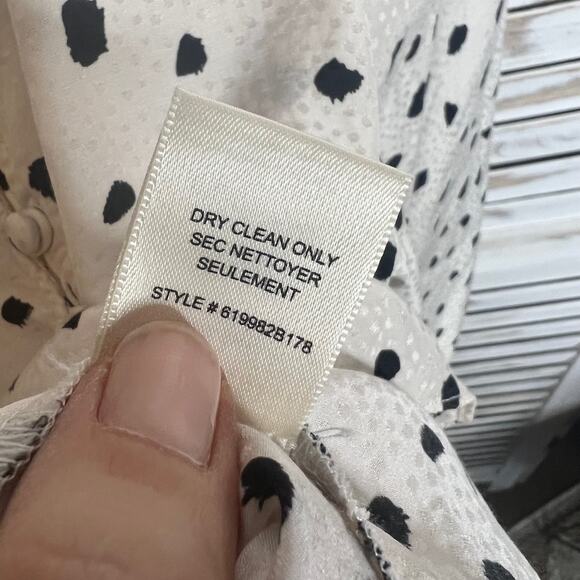 DRY CLEAN ONLY
SEC NETTOYER
SEULEMENT
STYLE # 619982B178